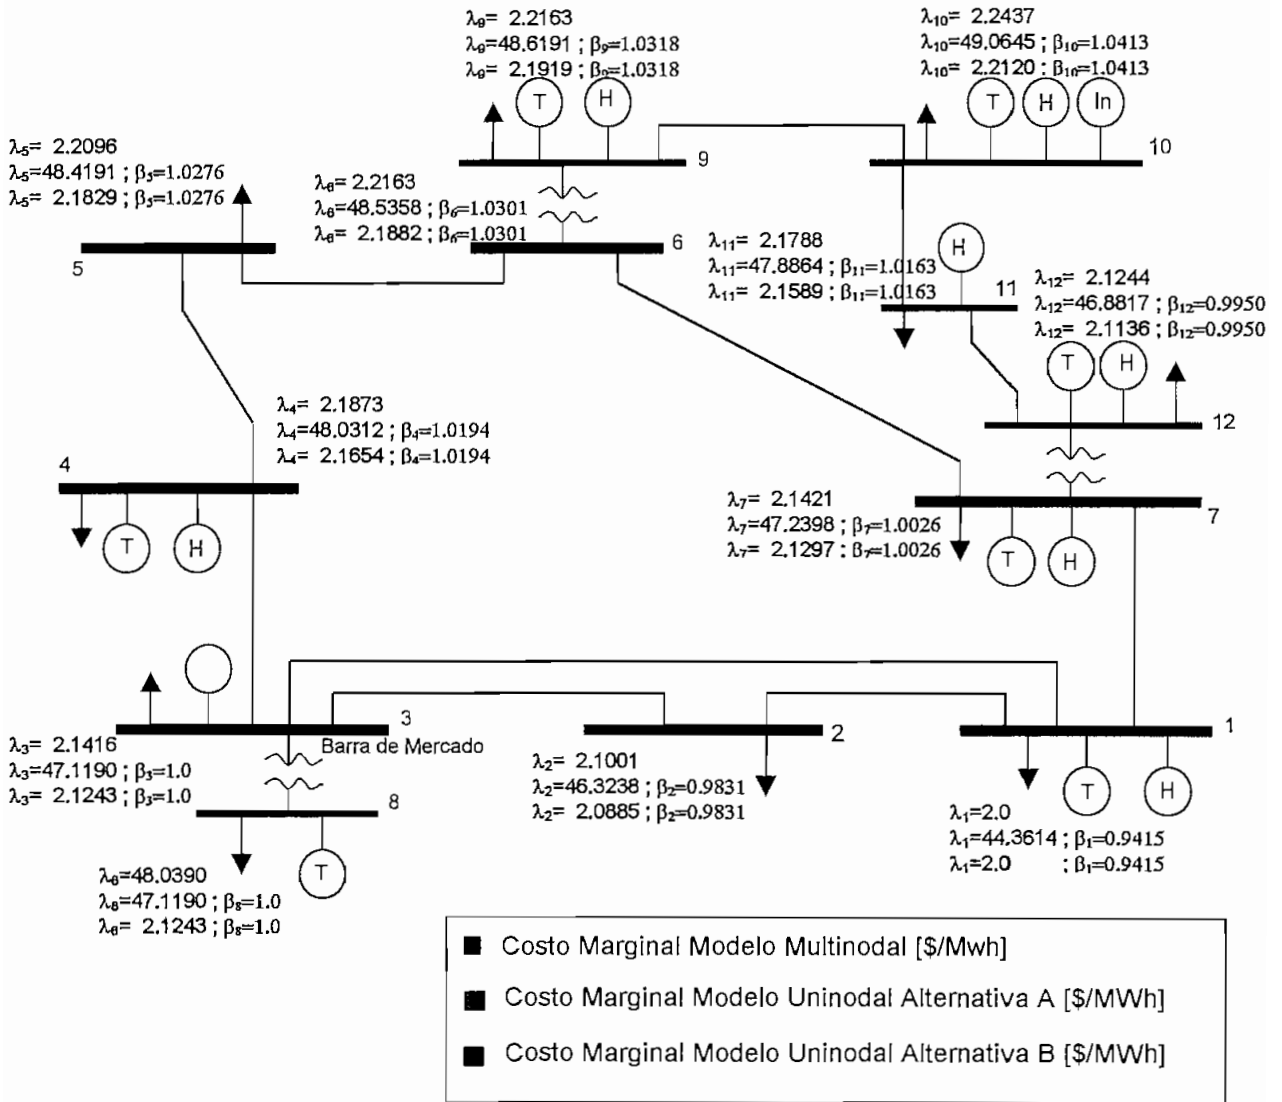 λ9= 2.2163
λ9=48.6191 ; β9=1.0318
λ9= 2.1919 ; β9=1.0318
T H
9
λ10= 2.2437
λ10=49.0645 ; β10=1.0413
λ10= 2.2120 ; β10=1.0413
T H In
10
λ5= 2.2096
λ5=48.4191 ; β5=1.0276
λ5= 2.1829 ; β5=1.0276
5
λ6= 2.2163
λ6=48.5358 ; β6=1.0301
λ6= 2.1882 ; β6=1.0301
6
λ11= 2.1788
λ11=47.8864 ; β11=1.0163
λ11= 2.1589 ; β11=1.0163
H
11
λ12= 2.1244
λ12=46.8817 ; β12=0.9950
λ12= 2.1136 ; β12=0.9950
T H
12
λ4= 2.1873
λ4=48.0312 ; β4=1.0194
λ4= 2.1654 ; β4=1.0194
4
T H
λ7= 2.1421
λ7=47.2398 ; β7=1.0026
λ7= 2.1297 ; β7=1.0026
7
T H
3
Barra de Mercado
λ3= 2.1416
λ3=47.1190 ; β3=1.0
λ3= 2.1243 ; β3=1.0
2
λ2= 2.1001
λ2=46.3238 ; β2=0.9831
λ2= 2.0885 ; β2=0.9831
1
T H
λ1=2.0
λ1=44.3614 ; β1=0.9415
λ1=2.0 ; β1=0.9415
8
T
λ8=48.0390
λ8=47.1190 ; β8=1.0
λ8= 2.1243 ; β8=1.0
Costo Marginal Modelo Multinodal [$/Mwh]
Costo Marginal Modelo Uninodal Alternativa A [$/MWh]
Costo Marginal Modelo Uninodal Alternativa B [$/MWh]